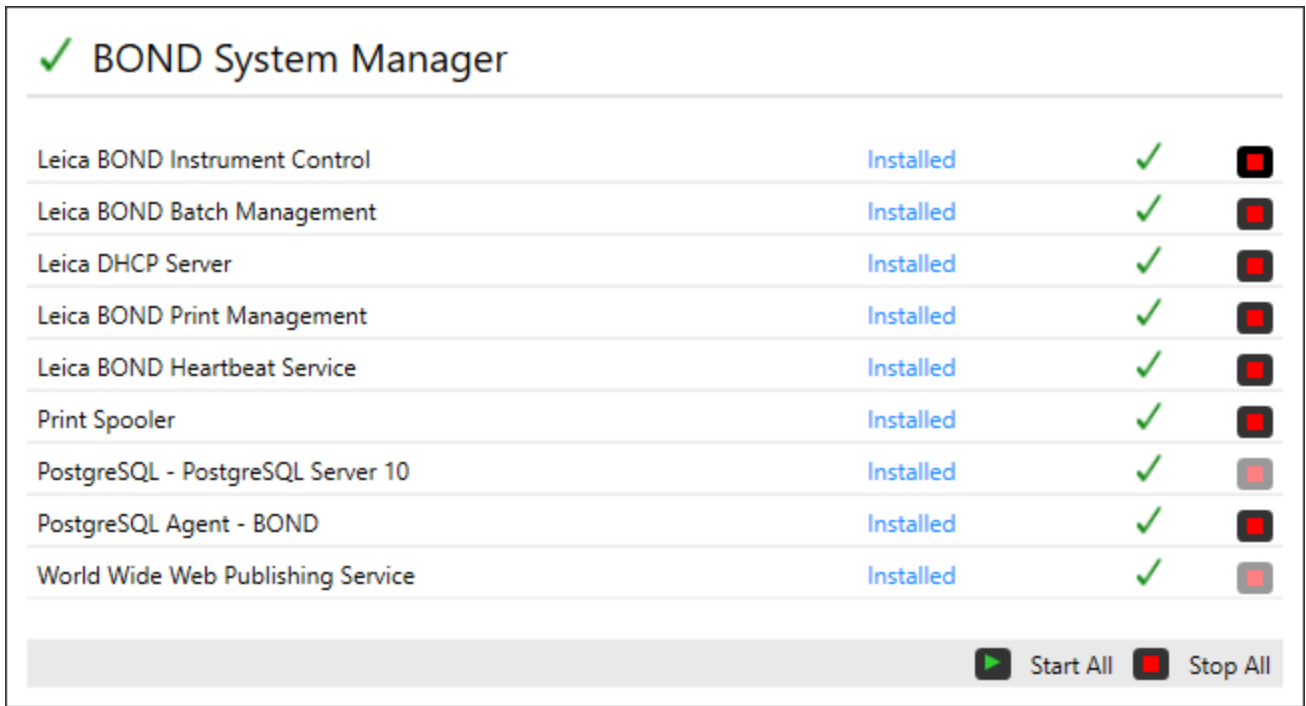 BOND System Manager
Leica BOND Instrument Control Installed
Leica BOND Batch Management Installed
Leica DHCP Server Installed
Leica BOND Print Management Installed
Leica BOND Heartbeat Service Installed
Print Spooler Installed
PostgreSQL - PostgreSQL Server 10 Installed
PostgreSQL Agent - BOND Installed
World Wide Web Publishing Service Installed
Start All Stop All